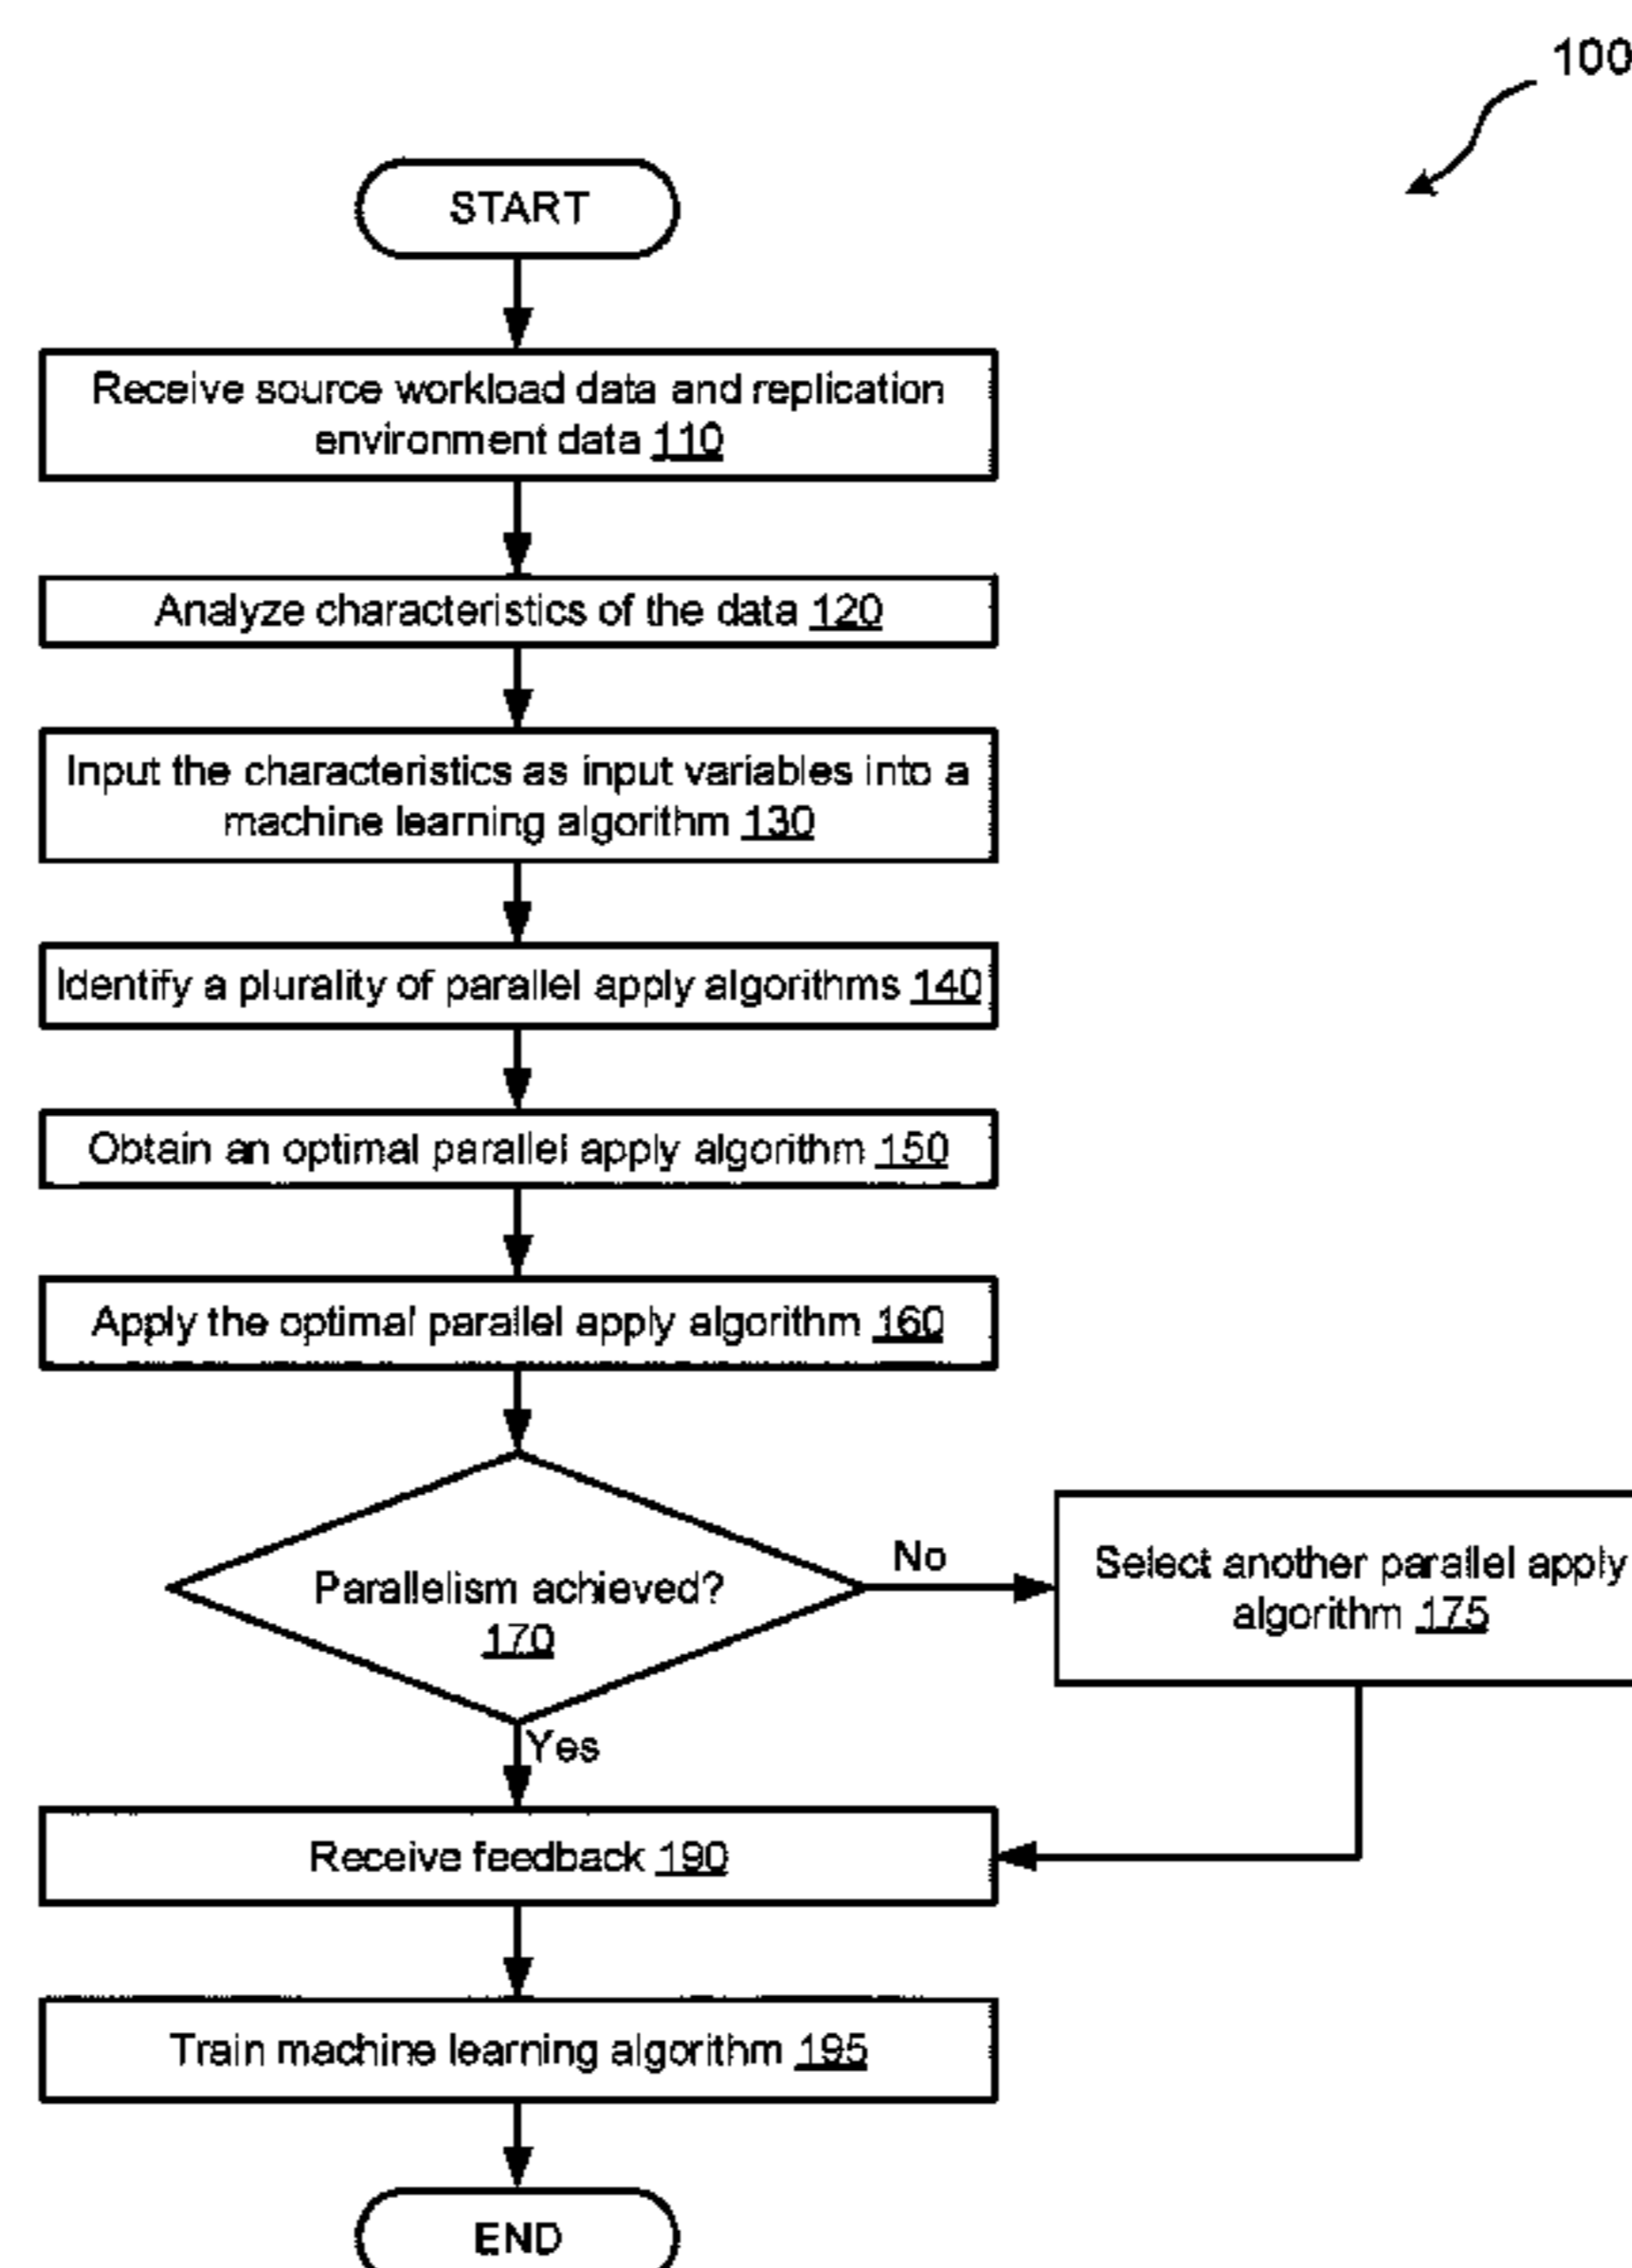 100
START
Receive source workload data and replication
environment data 110
Analyze characteristics of the data 120
Input the characteristics as input variables into a
machine learning algorithm 130
Identify a plurality of parallel apply algorithms 140
Obtain an optimal parallel apply algorithm 150
Apply the optimal parallel apply algorithm 160
Parallelism achieved?
170
No
Select another parallel apply
algorithm 175
Yes
Receive feedback 190
Train machine learning algorithm 195
END